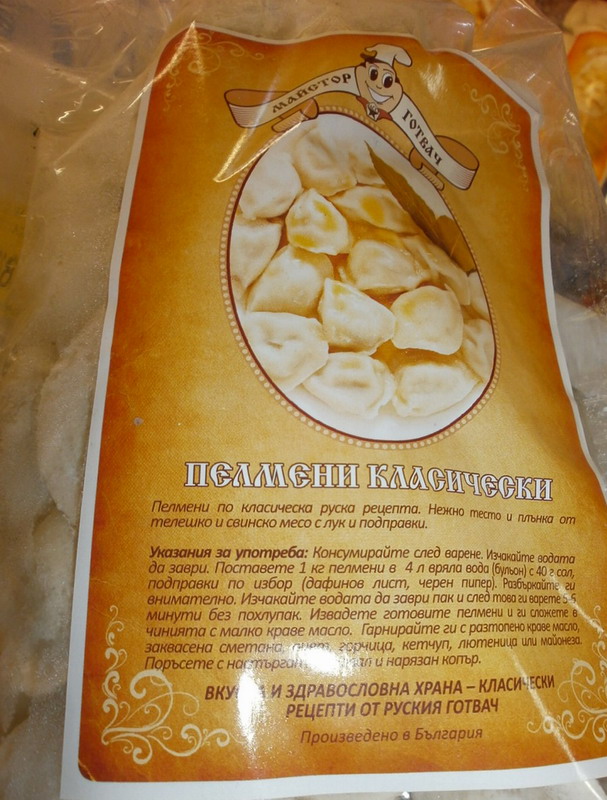 МАЙСТОР ГОТВАЧ
ПЕЛМЕНИ КЛАСИЧЕСКИ
Пелмени по класическа руска рецепта. Нежно тесто и плънка от
телешко и свинско месо с лук и подправки.
Указания за употреба: Консумирайте след варене. Изчакайте водата
да заври. Поставете 1 кг пелмени в 4 л вряла вода (бульон) с 40 г сол,
подправки по избор (дафинов лист, черен пипер). Разбъркайте ги
внимателно. Изчакайте водата да заври пак и след това ги варете 5-6
минути без похлупак. Извадете готовите пелмени и ги сложете в
чинията с малко краве масло. Гарнирайте ги с разтопено краве масло,
заквасена сметана, горчица, кетчуп, лютеница или майонеза.
Поръсете с и нарязан копър.
И ЗДРАВОСЛОВНА ХРАНА – КЛАСИЧЕСКИ
РЕЦЕПТИ ОТ РУСКИЯ ГОТВАЧ
Произведено в България